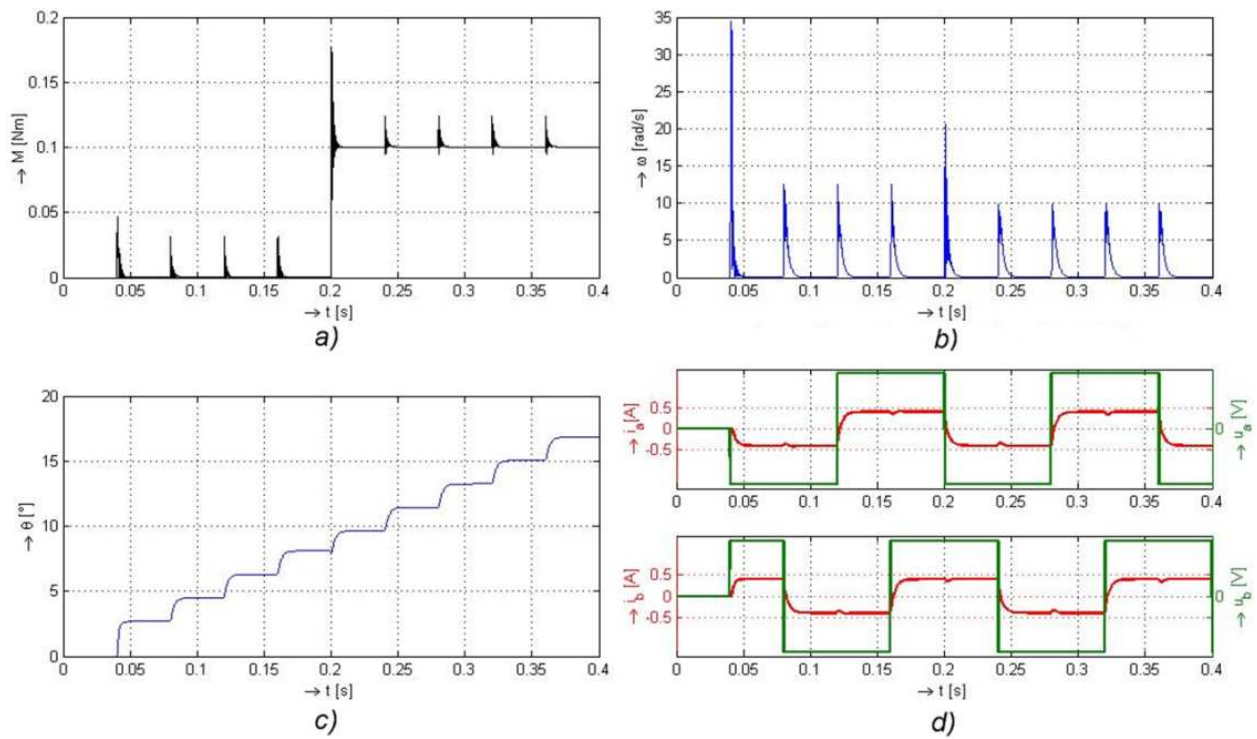 0.2
0.15
0.1
0.05
0
→ M [Nm]
0 0.05 0.1 0.15 0.2 0.25 0.3 0.35 0.4
→ t [s]
a)
35
30
25
20
15
10
5
0
→ ω [rad/s]
0 0.05 0.1 0.15 0.2 0.25 0.3 0.35 0.4
→ t [s]
b)
20
15
10
5
0
→ θ [°]
0 0.05 0.1 0.15 0.2 0.25 0.3 0.35 0.4
→ t [s]
c)
0.5
0
-0.5
→ i_a[A]
0
→ u_a [V]
0 0.05 0.1 0.15 0.2 0.25 0.3 0.35 0.4
0.5
0
-0.5
→ i_b [A]
0
→ u_b [V]
0 0.05 0.1 0.15 0.2 0.25 0.3 0.35 0.4
→ t [s]
d)